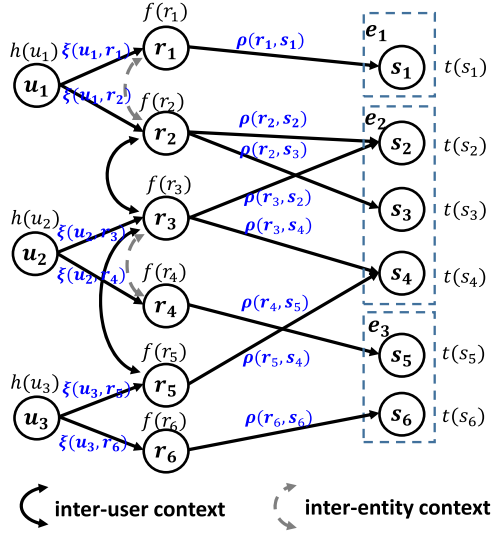 f(r₁)
ξ(u₁, r₁)
ρ(r₁, s₁)
e₁
h(u₁)
r₁
s₁
t(s₁)
u₁
ξ(u₁, r₂)
f(r₂)
ρ(r₂, s₂)
e₂
r₂
s₂
t(s₂)
ρ(r₂, s₃)
f(r₃)
ρ(r₃, s₂)
s₃
t(s₃)
h(u₂)
r₃
ρ(r₃, s₄)
ξ(u₂, r₃)
u₂
f(r₄)
s₄
t(s₄)
ξ(u₂, r₄)
r₄
ρ(r₄, s₅)
e₃
f(r₅)
ρ(r₅, s₄)
s₅
t(s₅)
h(u₃)
r₅
ξ(u₃, r₅)
u₃
f(r₆)
ρ(r₆, s₆)
s₆
t(s₆)
ξ(u₃, r₆)
r₆
inter-user context
inter-entity context